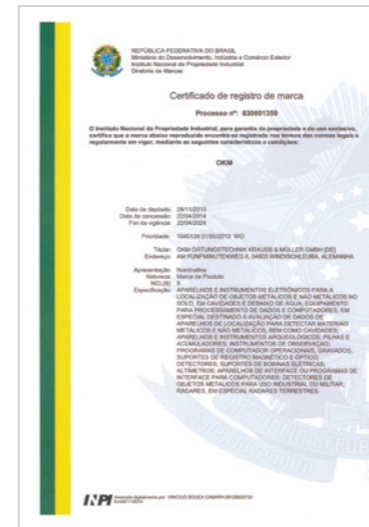 REPÚBLICA FEDERATIVA DO BRASIL
Ministério do Desenvolvimento, Indústria e Comércio Exterior
Instituto Nacional da Propriedade Industrial
Diretoria de Marcas
Certificado de registro de marca
Processo nº:
O Instituto Nacional da Propriedade Industrial, para garantia da propriedade e do uso exclusivo,
certifica que a marca abaixo reproduzida encontra-se registrada nos termos das normas legais e
regularmente em vigor, mediante as seguintes características e condições:
OKM
Data de depósito: 29/11/2010
Data da concessão: 22/04/2014
Fim da vigência: 22/04/2024
Prioridade: 31/05/2010 WO
Titular: OKM ORTUNGSTECHNIK KRAUSS & MÜLLER GMBH [DE]
Endereço: AM FÜNFMINUTENWEG 6, 04603 WINDISCHLEUBA, ALEMANHA
Apresentação: Nominativa
Natureza: Marca de Produto
NCL(9): 9
Especificação: APARELHOS E INSTRUMENTOS ELETRÔNICOS PARA A
LOCALIZAÇÃO DE OBJETOS METÁLICOS E NÃO METÁLICOS NO
SOLO, EM CAVIDADES E DEBAIXO DE ÁGUA; EQUIPAMENTO
PARA PROCESSAMENTO DE DADOS E COMPUTADORES, EM
ESPECIAL DESTINADO À AVALIAÇÃO DE DADOS DE
APARELHOS DE LOCALIZAÇÃO PARA DETECTAR MATERIAIS
METÁLICOS E NÃO METÁLICOS, BEM COMO CAVIDADES;
APARELHOS E INSTRUMENTOS ARQUEOLÓGICOS; PILHAS E
ACUMULADORES; INSTRUMENTOS DE OBSERVAÇÃO;
PROGRAMAS DE COMPUTADOR OPERACIONAIS, GRAVADOS;
SUPORTES DE REGISTRO MAGNÉTICO E ÓPTICO;
DETECTORES; SUPORTES DE BOBINAS ELÉTRICAS;
ALTÍMETROS; APARELHOS DE INTERFACE OU PROGRAMAS DE
INTERFACE PARA COMPUTADORES; DETECTORES DE
OBJETOS METÁLICOS PARA USO INDUSTRIAL OU MILITAR;
RADARES, EM ESPECIAL RADARES TERRESTRES.
INPI
Assinado digitalmente por: VINICIUS BOGEA CAMARA